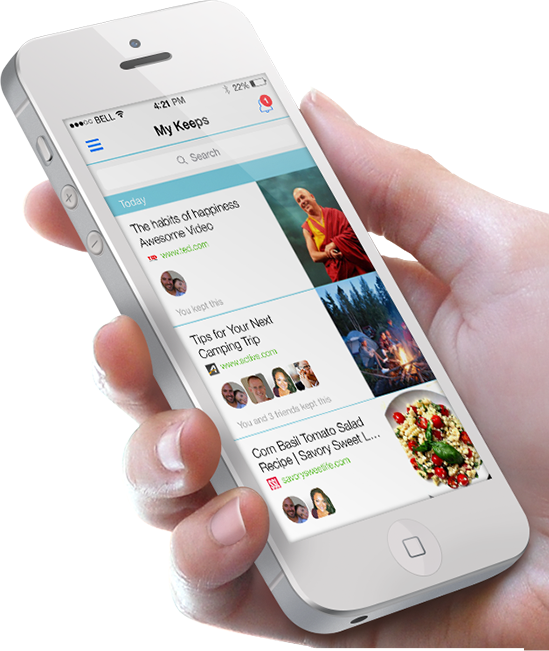 BELL 4:21 PM 22%
My Keeps
1
Search
Today
The habits of happiness
Awesome Video
www.ted.com
You kept this
Tips for Your Next
Camping Trip
www.active.com
You and 3 friends kept this
Corn Basil Tomato Salad
Recipe | Savory Sweet L...
savorysweetlife.com